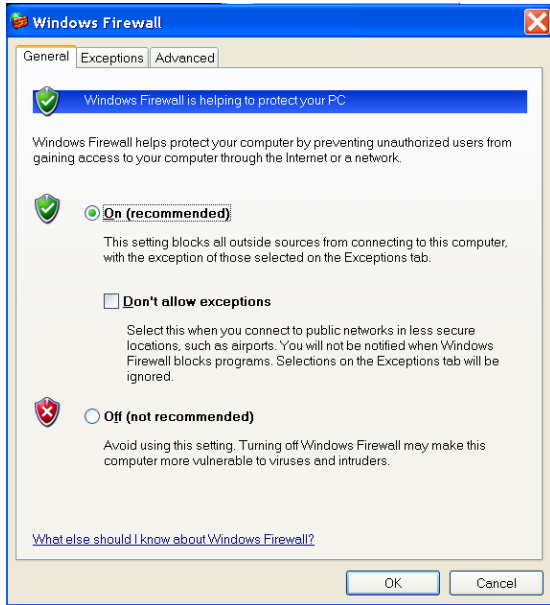 Windows Firewall
General Exceptions Advanced
Windows Firewall is helping to protect your PC
Windows Firewall helps protect your computer by preventing unauthorized users from
gaining access to your computer through the Internet or a network.
On (recommended)
This setting blocks all outside sources from connecting to this computer,
with the exception of those selected on the Exceptions tab.
Don't allow exceptions
Select this when you connect to public networks in less secure
locations, such as airports. You will not be notified when Windows
Firewall blocks programs. Selections on the Exceptions tab will be
ignored.
Off (not recommended)
Avoid using this setting. Turning off Windows Firewall may make this
computer more vulnerable to viruses and intruders.
What else should I know about Windows Firewall?
OK Cancel